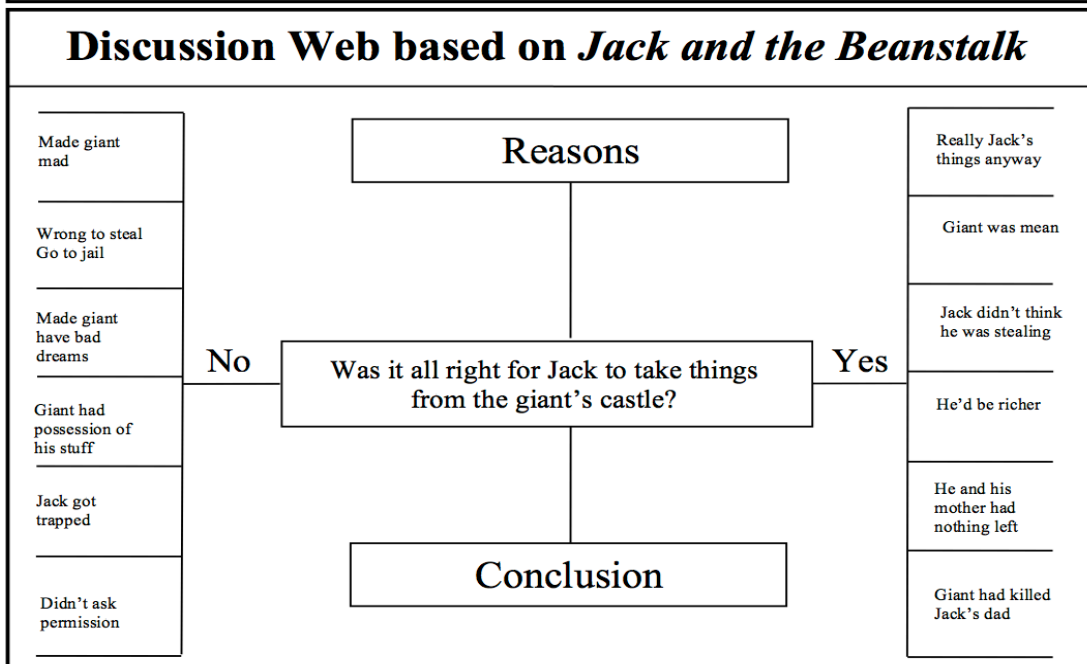 Discussion Web based on Jack and the Beanstalk
Reasons
Made giant
mad
Wrong to steal
Go to jail
Made giant
have bad
dreams
Giant had
possession of
his stuff
Jack got
trapped
Didn't ask
permission
No
Was it all right for Jack to take things
from the giant's castle?
Yes
Really Jack's
things anyway
Giant was mean
Jack didn't think
he was stealing
He'd be richer
He and his
mother had
nothing left
Giant had killed
Jack's dad
Conclusion